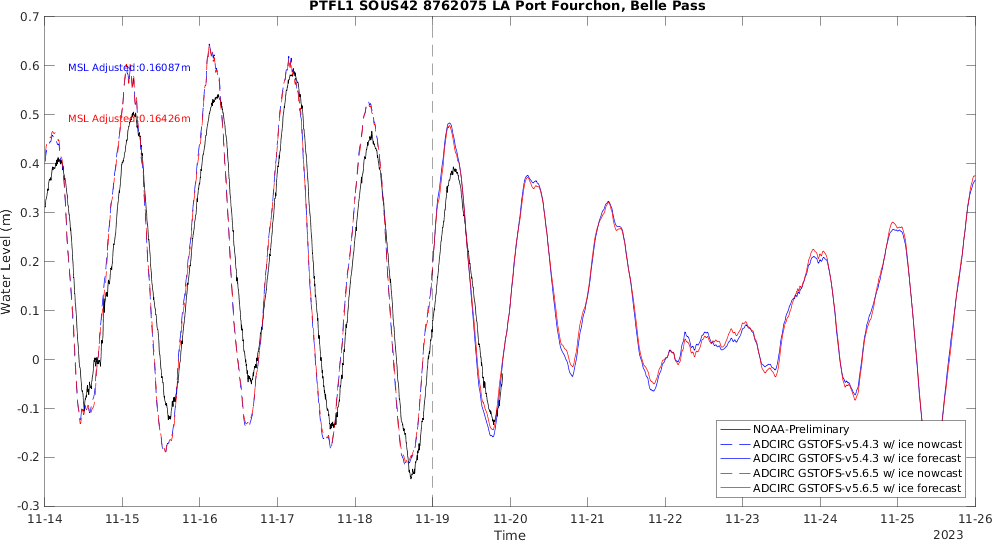 PTFL1 SOUS42 8762075 LA Port Fourchon, Belle Pass
0.7
0.6
0.5
0.4
0.3
0.2
0.1
0
-0.1
-0.2
-0.3
Water Level (m)
MSL Adjusted:0.16087m
MSL Adjusted:0.16426m
NOAA-Preliminary
ADCIRC GSTOFS-v5.4.3 w/ ice nowcast
ADCIRC GSTOFS-v5.4.3 w/ ice forecast
ADCIRC GSTOFS-v5.6.5 w/ ice nowcast
ADCIRC GSTOFS-v5.6.5 w/ ice forecast
11-14 11-15 11-16 11-17 11-18 11-19 11-20 11-21 11-22 11-23 11-24 11-25 11-26
Time
2023